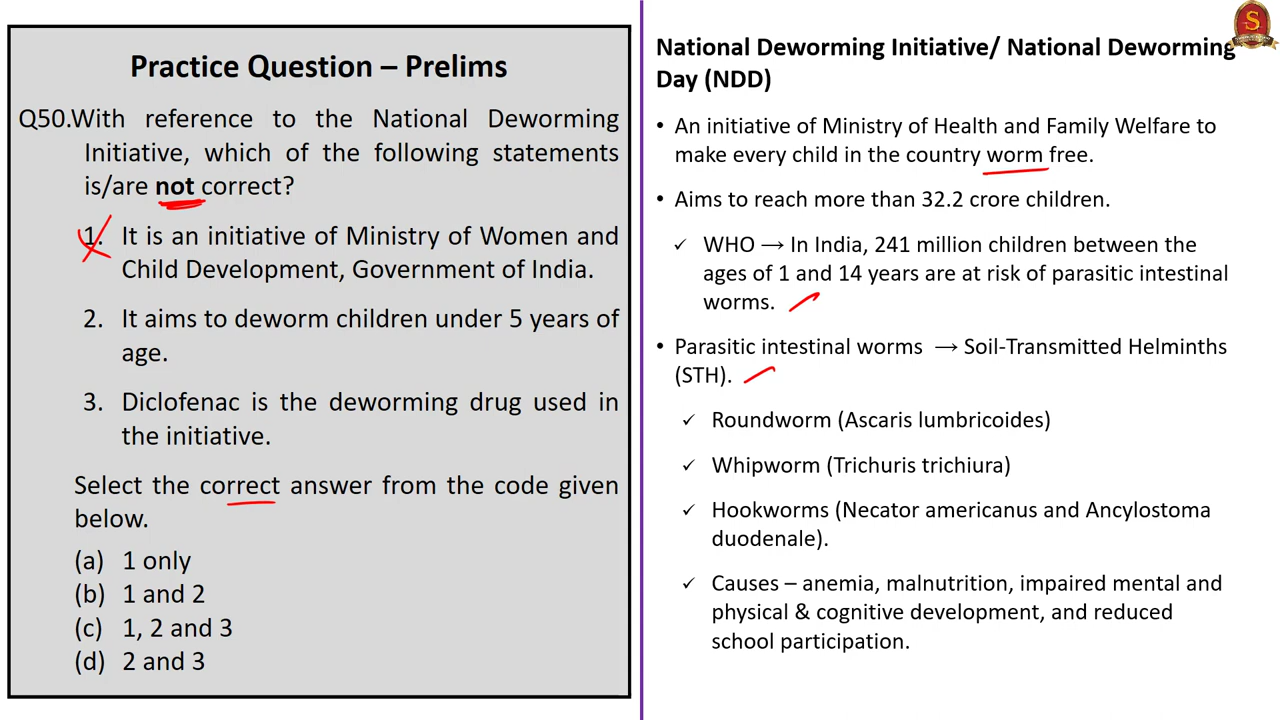 Practice Question – Prelims
Q50.With reference to the National Deworming
Initiative, which of the following statements
is/are not correct?
1. It is an initiative of Ministry of Women and
Child Development, Government of India.
2. It aims to deworm children under 5 years of
age.
3. Diclofenac is the deworming drug used in
the initiative.
Select the correct answer from the code given
below.
(a) 1 only
(b) 1 and 2
(c) 1, 2 and 3
(d) 2 and 3
National Deworming Initiative/ National Deworming
Day (NDD)
• An initiative of Ministry of Health and Family Welfare to
make every child in the country worm free.
• Aims to reach more than 32.2 crore children.
✓ WHO → In India, 241 million children between the
ages of 1 and 14 years are at risk of parasitic intestinal
worms.
• Parasitic intestinal worms → Soil-Transmitted Helminths
(STH).
✓ Roundworm (Ascaris lumbricoides)
✓ Whipworm (Trichuris trichiura)
✓ Hookworms (Necator americanus and Ancylostoma
duodenale).
✓ Causes – anemia, malnutrition, impaired mental and
physical & cognitive development, and reduced
school participation.
S